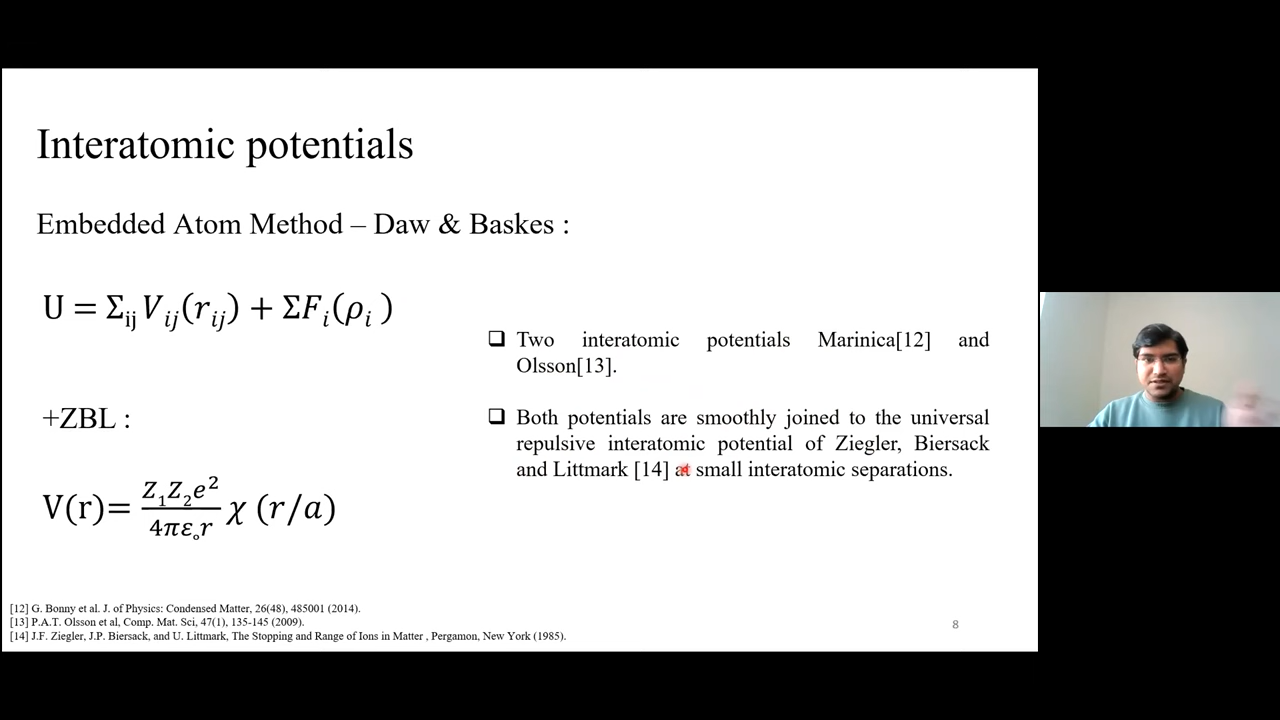 Interatomic potentials
Embedded Atom Method – Daw & Baskes :
U = Σ_ij V_ij(r_ij) + ΣF_i(ρ_i )
+ZBL :
V(r)= Z₁Z₂e² / 4πε₀r χ (r/a)
❑ Two interatomic potentials Marinica[12] and
Olsson[13].
❑ Both potentials are smoothly joined to the universal
repulsive interatomic potential of Ziegler, Biersack
and Littmark [14] at small interatomic separations.
[12] G. Bonny et al. J. of Physics: Condensed Matter, 26(48), 485001 (2014).
[13] P.A.T. Olsson et al, Comp. Mat. Sci, 47(1), 135-145 (2009).
[14] J.F. Ziegler, J.P. Biersack, and U. Littmark, The Stopping and Range of Ions in Matter , Pergamon, New York (1985).
8